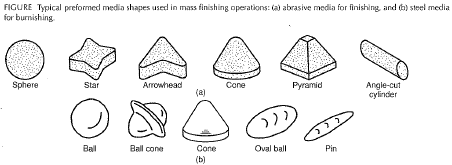 FIGURE Typical preformed media shapes used in mass finishing operations: (a) abrasive media for finishing, and (b) steel media
for burnishing.
Sphere Star Arrowhead Cone Pyramid Angle-cut
cylinder
(a)
Ball Ball cone Cone Oval ball Pin
(b)